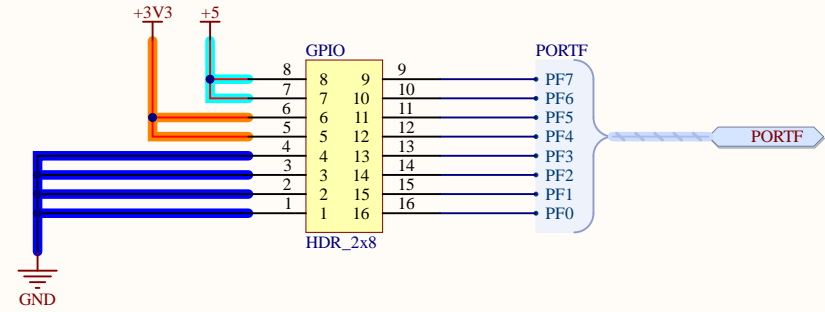 +3V3 +5
GPIO PORTF
8 8 9 9 PF7
7 7 10 10 PF6
6 6 11 11 PF5
5 5 12 12 PF4 PORTF
4 4 13 13 PF3
3 3 14 14 PF2
2 2 15 15 PF1
1 1 16 16 PF0
HDR_2x8
GND